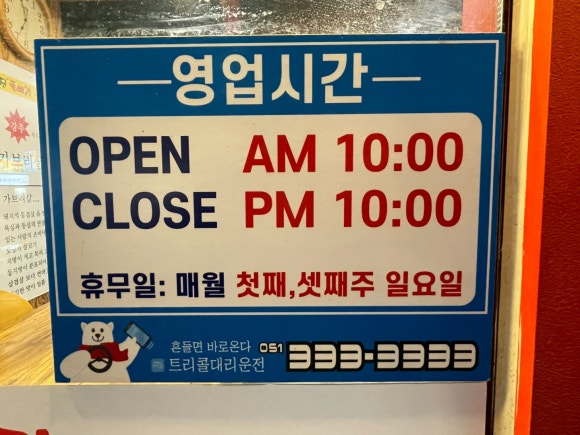 영업시간
OPEN AM 10:00
CLOSE PM 10:00
휴무일: 매월 첫째,셋째주 일요일
흔들면 바로온다
트리콜대리운전
051 333-3333